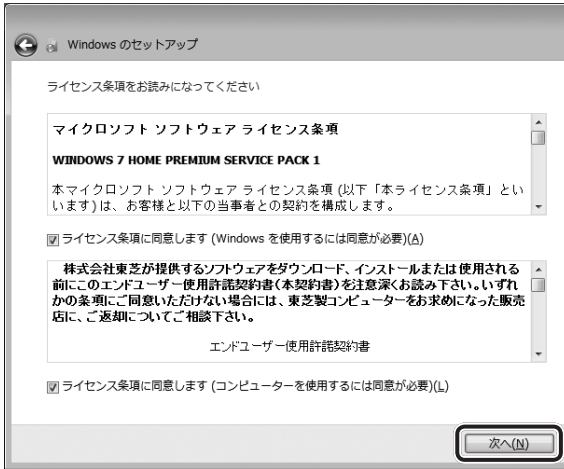 Windows のセットアップ
ライセンス条項をお読みになってください
マイクロソフト ソフトウェア ライセンス条項
WINDOWS 7 HOME PREMIUM SERVICE PACK 1
本マイクロソフト ソフトウェア ライセンス条項 (以下「本ライセンス条項」とい
います) は、お客様と以下の当事者との契約を構成します。
ライセンス条項に同意します (Windows を使用するには同意が必要)(A)
株式会社東芝が提供するソフトウェアをダウンロード、インストールまたは使用される
前にこのエンドユーザー使用許諾契約書(本契約書)を注意深くお読み下さい。いずれ
かの条項にご同意いただけない場合には、東芝製コンピューターをお求めになった販売
店に、ご返却についてご相談下さい。
エンドユーザー使用許諾契約書
ライセンス条項に同意します (コンピューターを使用するには同意が必要)(L)
次へ(N)